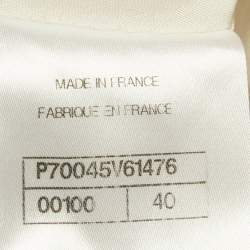 MADE IN FRANCE
FABRIQUE EN FRANCE
P70045V61476
00100 40